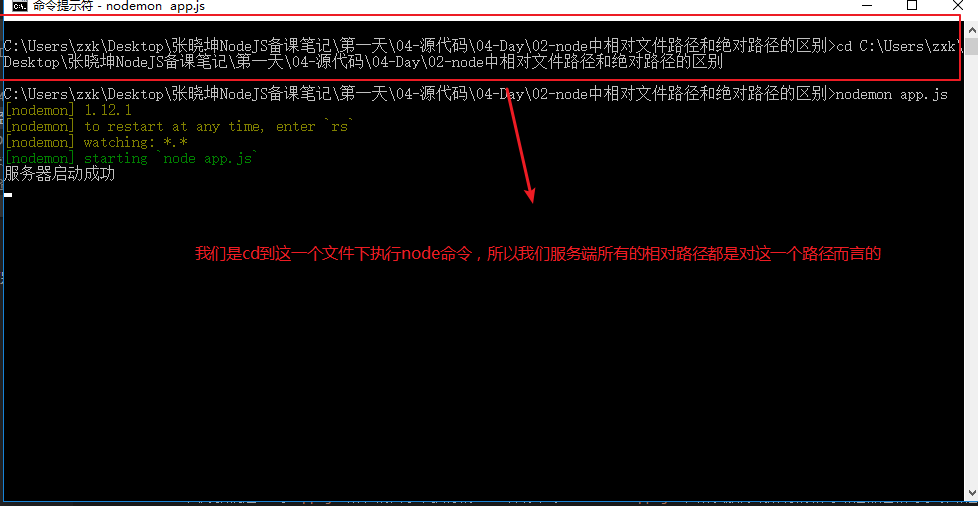 命令提示符 - nodemon  app.js
C:\Users\zxk\Desktop\张晓坤NodeJS备课笔记\第一天\04-源代码\04-Day\02-node中相对文件路径和绝对路径的区别>cd C:\Users\zxk\
Desktop\张晓坤NodeJS备课笔记\第一天\04-源代码\04-Day\02-node中相对文件路径和绝对路径的区别
C:\Users\zxk\Desktop\张晓坤NodeJS备课笔记\第一天\04-源代码\04-Day\02-node中相对文件路径和绝对路径的区别>nodemon app.js
[nodemon] 1.12.1
[nodemon] to restart at any time, enter `rs`
[nodemon] watching: *.*
[nodemon] starting `node app.js`
服务器启动成功
我们是cd到这一个文件下执行node命令，所以我们服务端所有的相对路径都是对这一个路径而言的